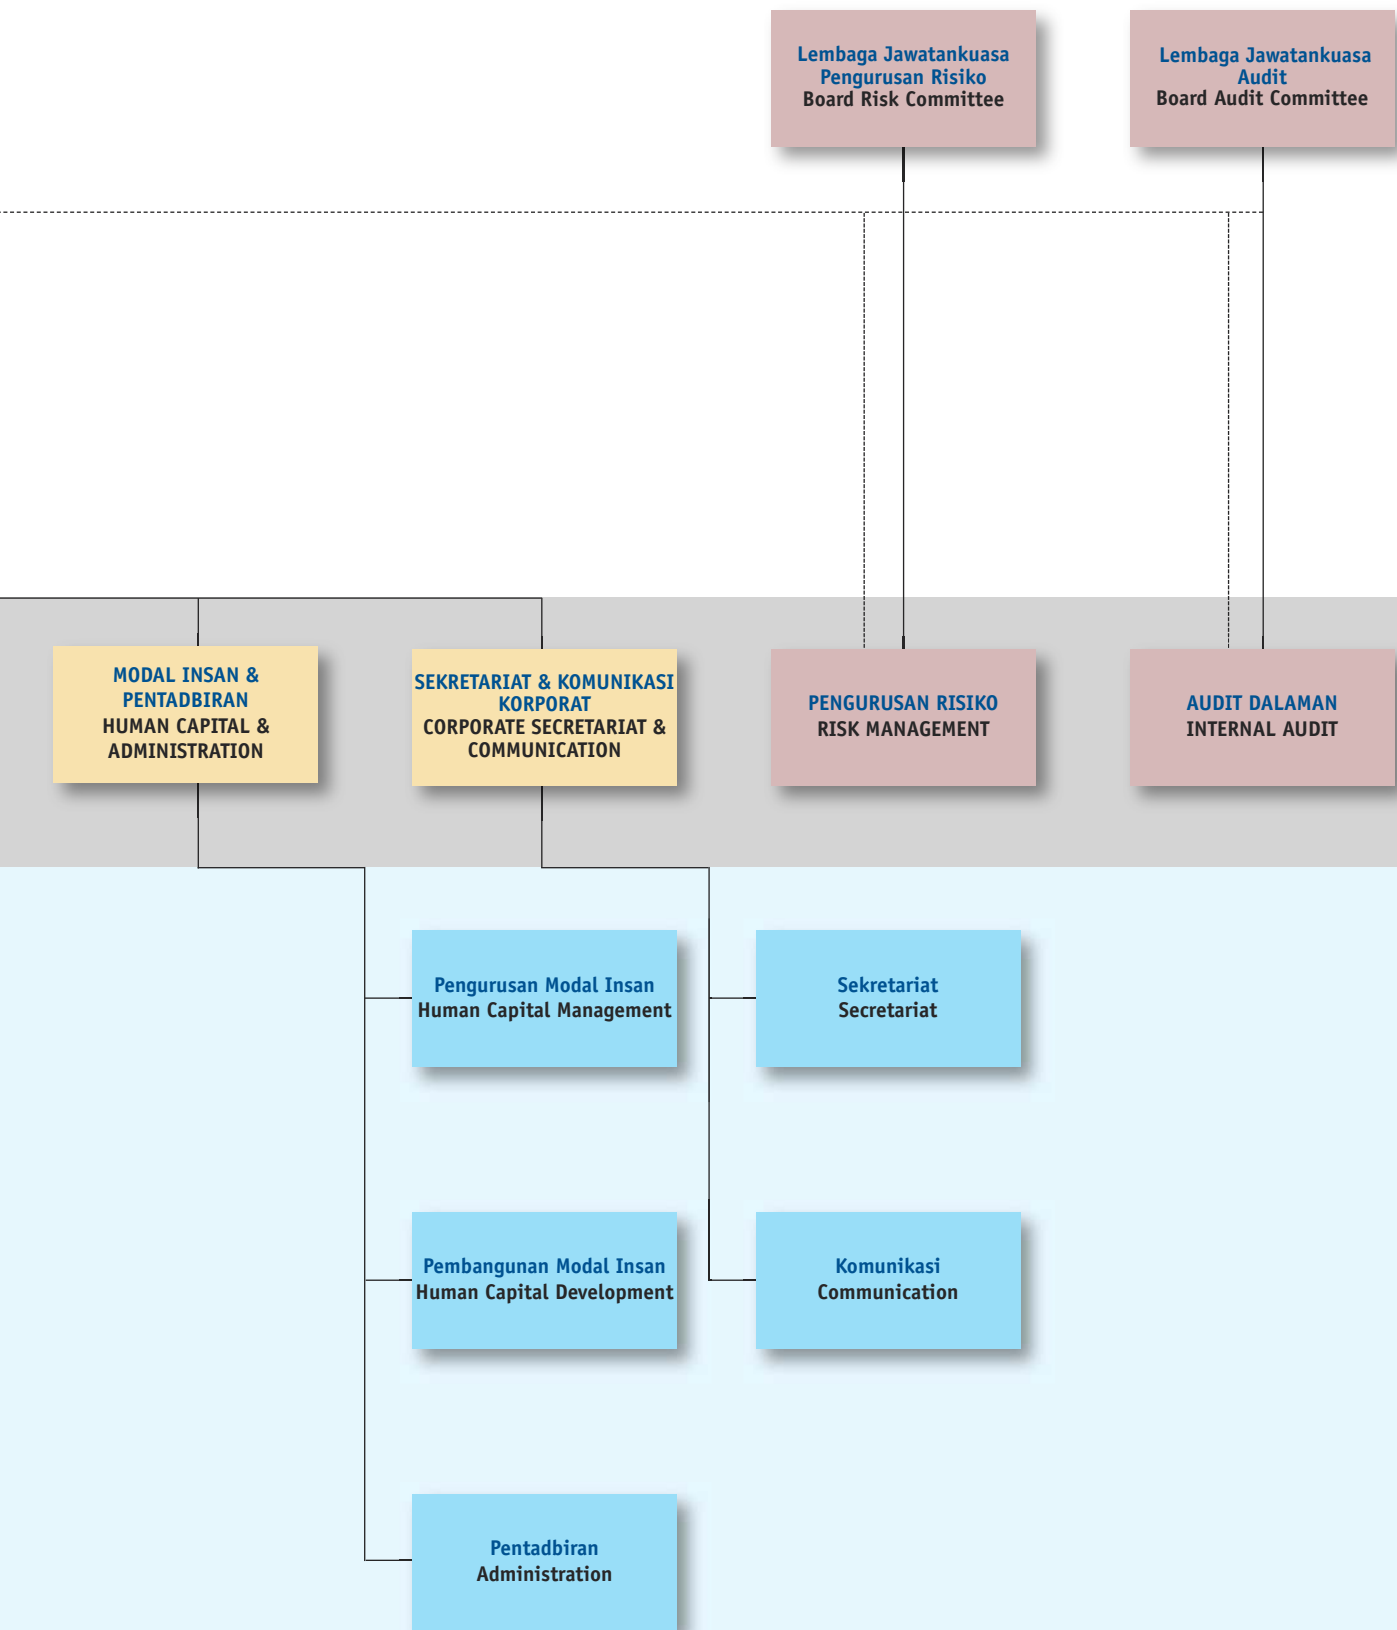 Lembaga Jawatankuasa
Pengurusan Risiko
Board Risk Committee
Lembaga Jawatankuasa
Audit
Board Audit Committee
MODAL INSAN &
PENTADBIRAN
HUMAN CAPITAL &
ADMINISTRATION
SEKRETARIAT & KOMUNIKASI
KORPORAT
CORPORATE SECRETARIAT &
COMMUNICATION
PENGURUSAN RISIKO
RISK MANAGEMENT
AUDIT DALAMAN
INTERNAL AUDIT
Pengurusan Modal Insan
Human Capital Management
Sekretariat
Secretariat
Pembangunan Modal Insan
Human Capital Development
Komunikasi
Communication
Pentadbiran
Administration